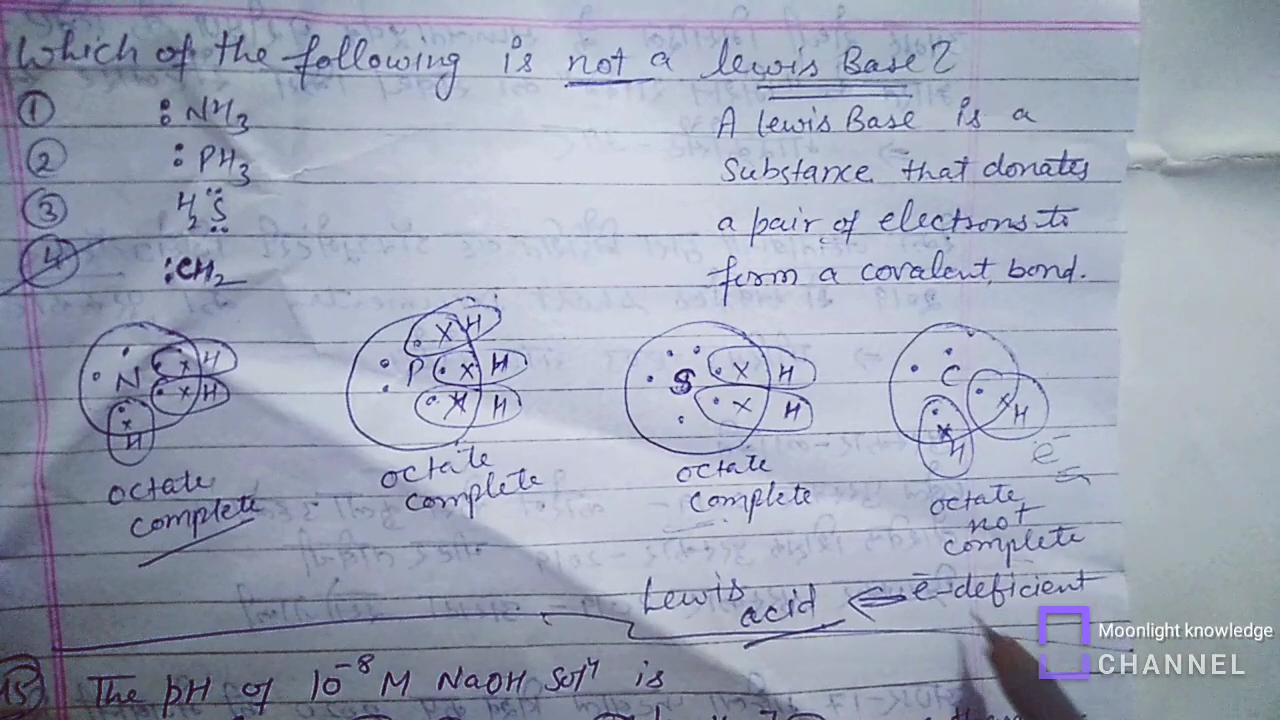 Which of the following is not a lewis Base?
① :NH3
② :PH3
③ H2S
④ :CH2
A lewis Base is a
substance that donates
a pair of electrons to
form a covalent bond.
N H H H
P H H H
S H H
C H H
e-
octate complete
octate complete
octate complete
octate not complete
Lewis acid ⇐ e- deficient
15 The pH of 10-8 M NaOH Soln is
Moonlight knowledge
CHANNEL